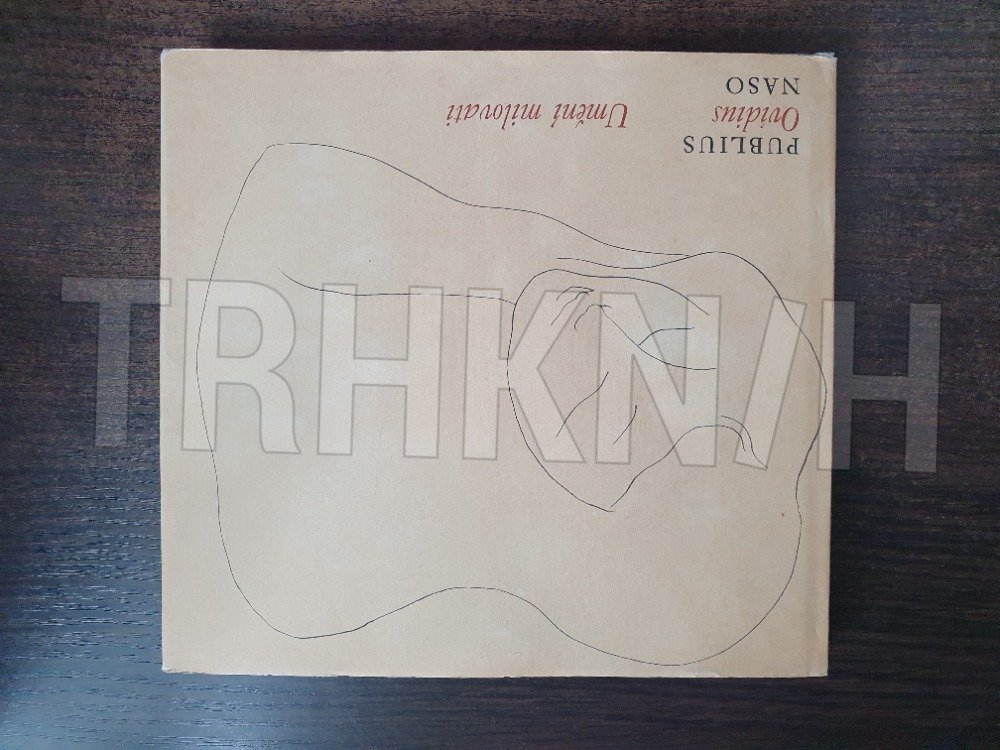 PUBLIUS
Ovidius
NASO
Umění milovati
TRHKNIH